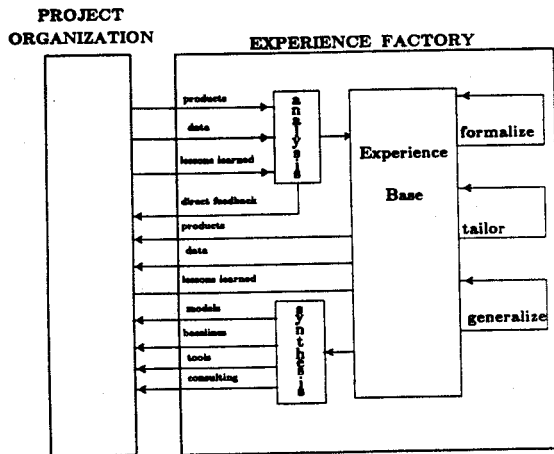 PROJECT
ORGANIZATION
EXPERIENCE FACTORY
products
data
lessons learned
direct feedback
products
data
lessons learned
models
baselines
tools
consulting
analysis
synthesis
Experience
Base
formalize
tailor
generalize